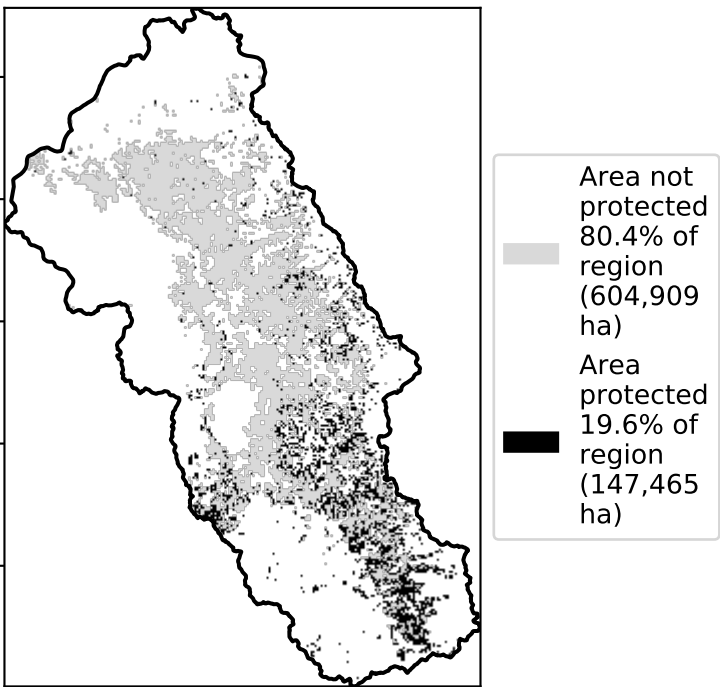 Area not
protected
80.4% of
region
(604,909
ha)
Area
protected
19.6% of
region
(147,465
ha)